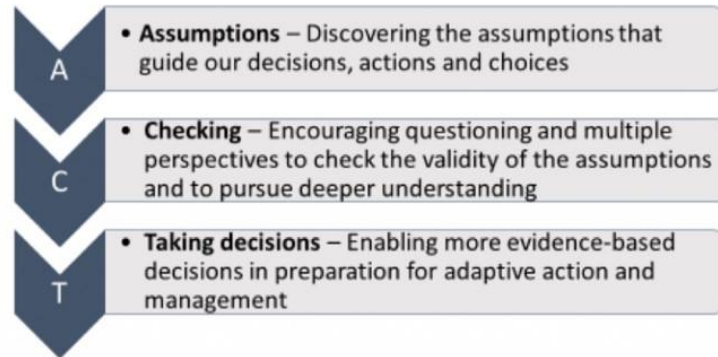 A
• Assumptions – Discovering the assumptions that
guide our decisions, actions and choices
C
• Checking – Encouraging questioning and multiple
perspectives to check the validity of the assumptions
and to pursue deeper understanding
T
• Taking decisions – Enabling more evidence-based
decisions in preparation for adaptive action and
management